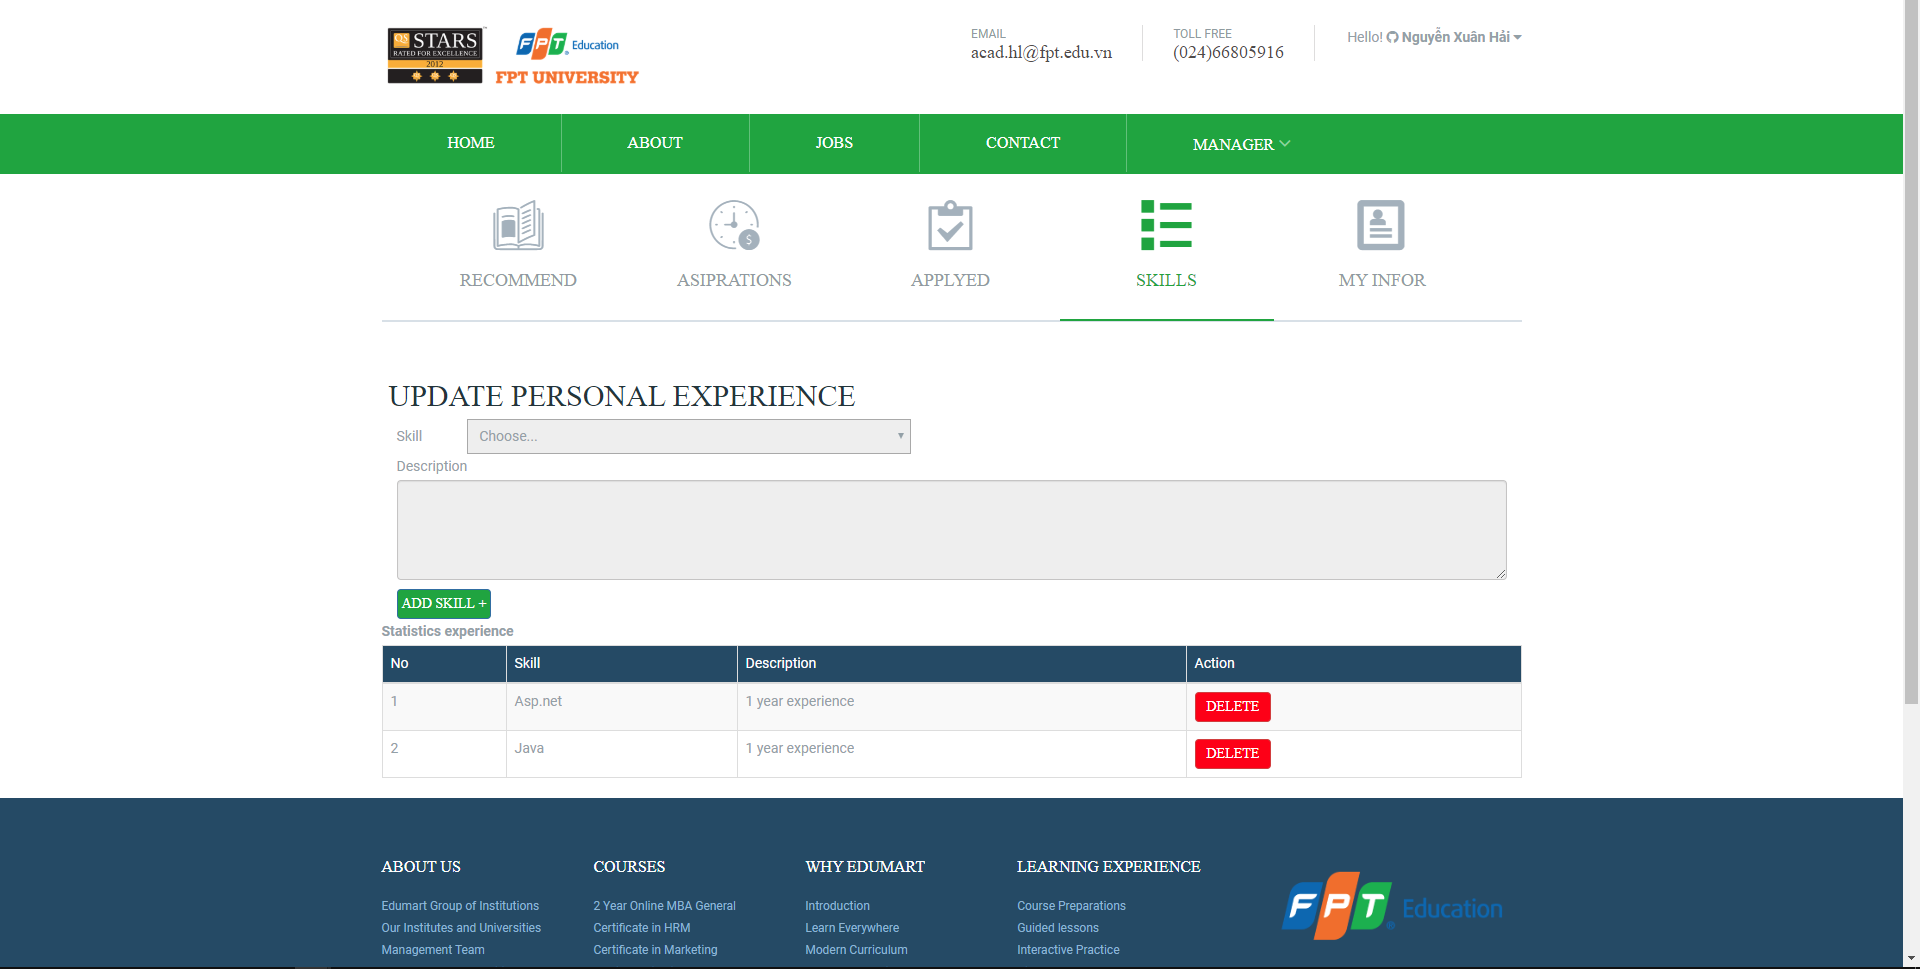 QS STARS
RATED FOR EXCELLENCE
2012
FPT Education
FPT UNIVERSITY
EMAIL
acad.hl@fpt.edu.vn
TOLL FREE
(024)66805916
Hello! Nguyễn Xuân Hải
HOME
ABOUT
JOBS
CONTACT
MANAGER
RECOMMEND
ASIPRATIONS
APPLYED
SKILLS
MY INFOR
UPDATE PERSONAL EXPERIENCE
Skill
Choose...
Description
ADD SKILL +
Statistics experience
No Skill Description Action
1 Asp.net 1 year experience DELETE
2 Java 1 year experience DELETE
ABOUT US
Edumart Group of Institutions
Our Institutes and Universities
Management Team
COURSES
2 Year Online MBA General
Certificate in HRM
Certificate in Marketing
WHY EDUMART
Introduction
Learn Everywhere
Modern Curriculum
LEARNING EXPERIENCE
Course Preparations
Guided lessons
Interactive Practice
FPT Education